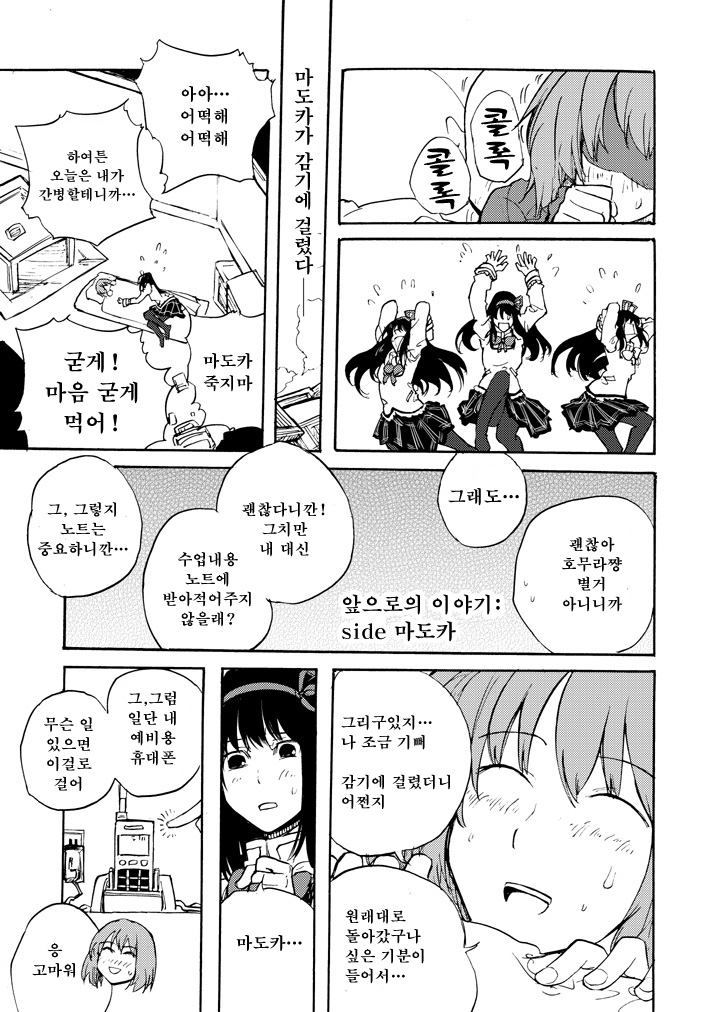 콜록
콜록
마도카가 감기에 걸렸다──
아아…
어떡해
어떡해
하여튼
오늘은 내가
간병할테니까…
마도카
죽지마
굳게!
마음 굳게
먹어!
괜찮아
호무라쨩
별거
아니니까
그래도…
괜찮다니깐!
그치만
내 대신
수업내용
노트에
받아적어주지
않을래?
그, 그렇지
노트는
중요하니깐…
앞으로의 이야기:
side 마도카
그리구있지…
나 조금 기뻐
감기에 걸렸더니
어쩐지
원래대로
돌아갔구나
싶은 기분이
들어서…
마도카…
그,그럼
일단 내
예비용
휴대폰
무슨 일
있으면
이걸로
걸어
응
고마워